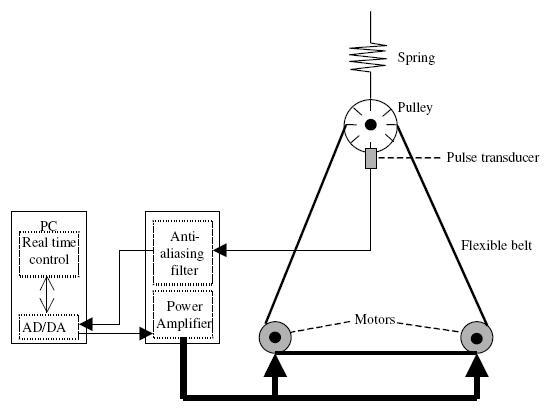 Spring
Pulley
Pulse transducer
PC
Real time
control
AD/DA
Anti-
aliasing
filter
Power
Amplifier
Flexible belt
Motors